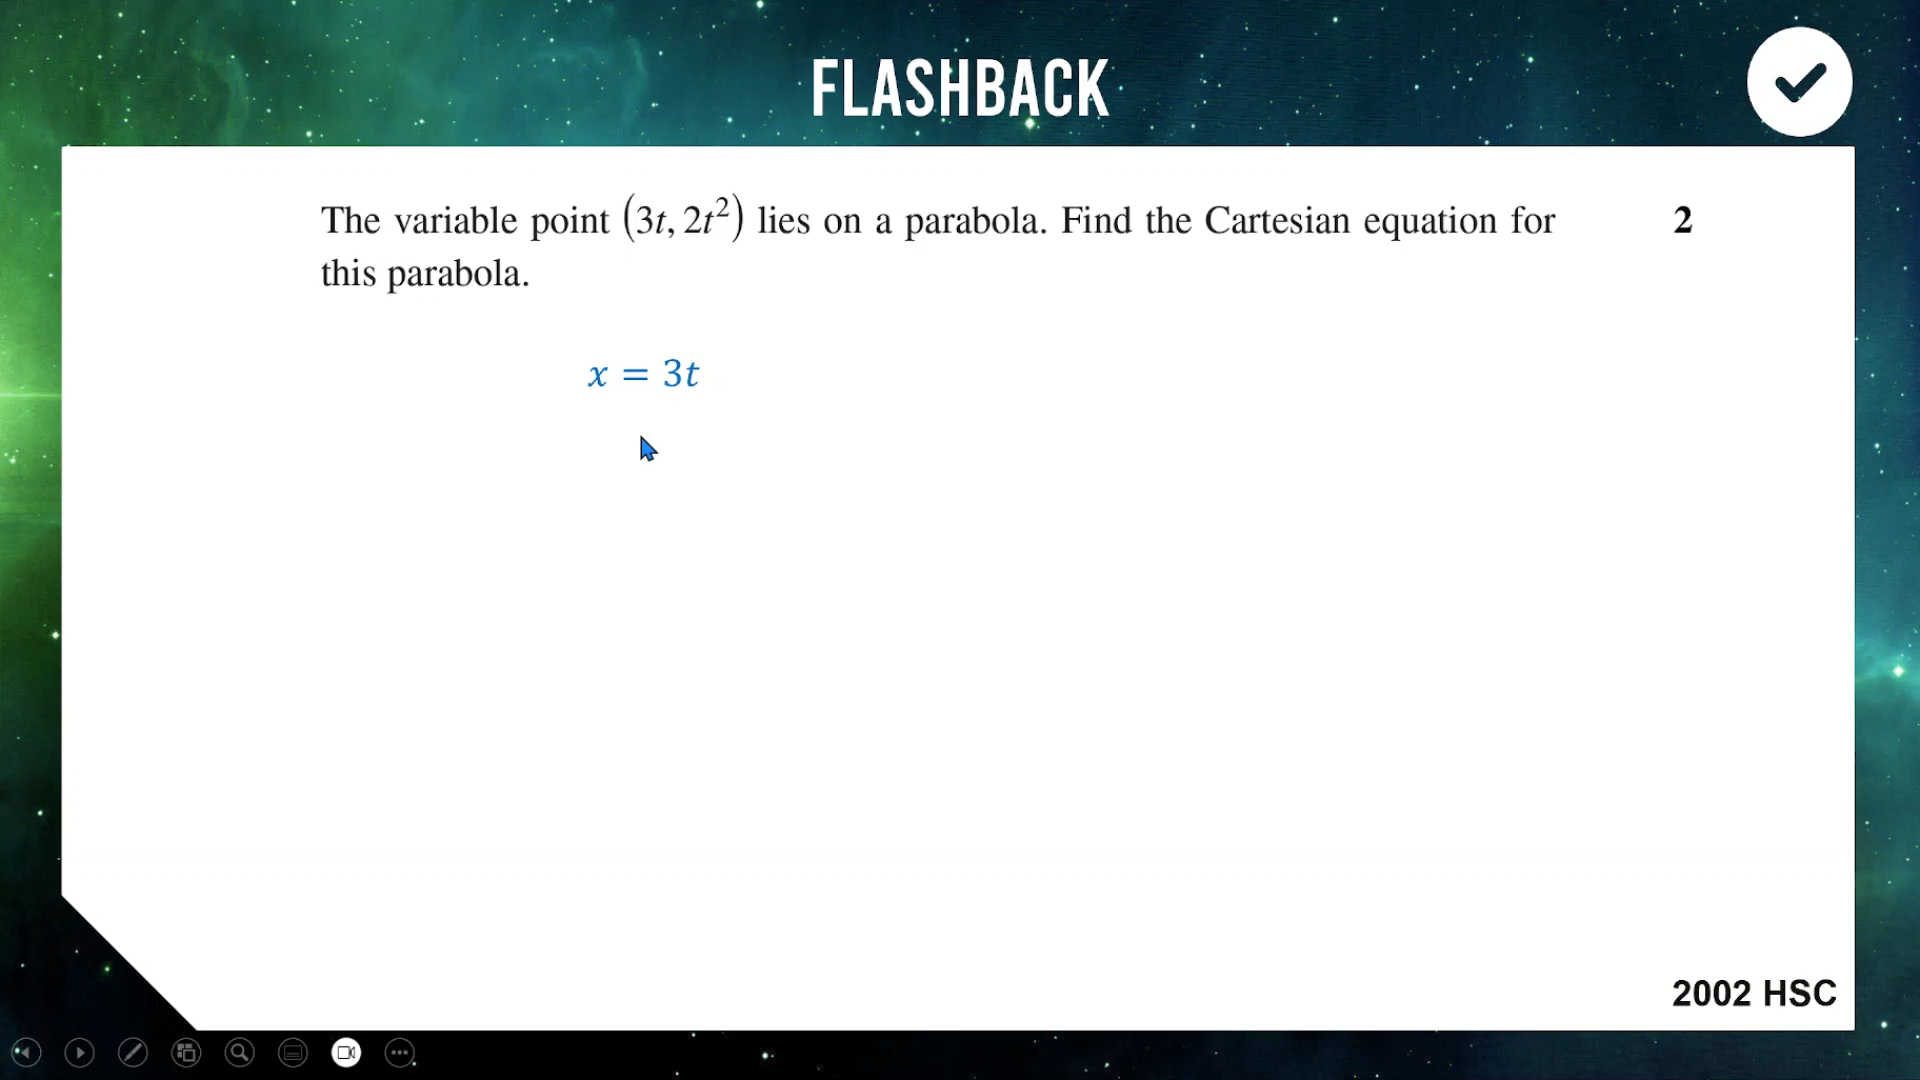 FLASHBACK
The variable point (3t, 2t²) lies on a parabola. Find the Cartesian equation for 2
this parabola.
x = 3t
2002 HSC